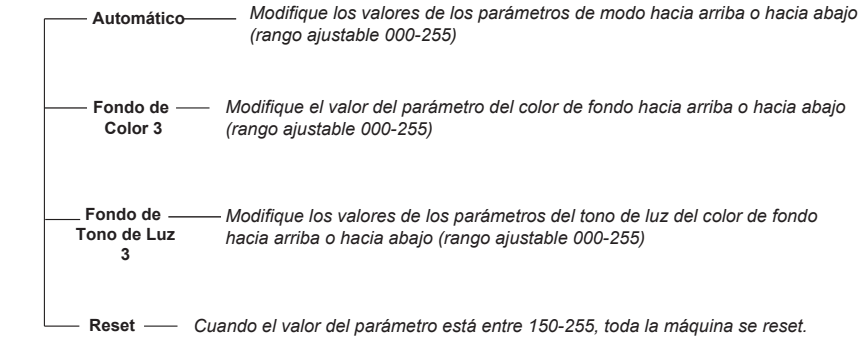 Automático Modifique los valores de los parámetros de modo hacia arriba o hacia abajo
(rango ajustable 000-255)
Fondo de Modifique el valor del parámetro del color de fondo hacia arriba o hacia abajo
Color 3 (rango ajustable 000-255)
Fondo de Modifique los valores de los parámetros del tono de luz del color de fondo
Tono de Luz hacia arriba o hacia abajo (rango ajustable 000-255)
3
Reset Cuando el valor del parámetro está entre 150-255, toda la máquina se reset.